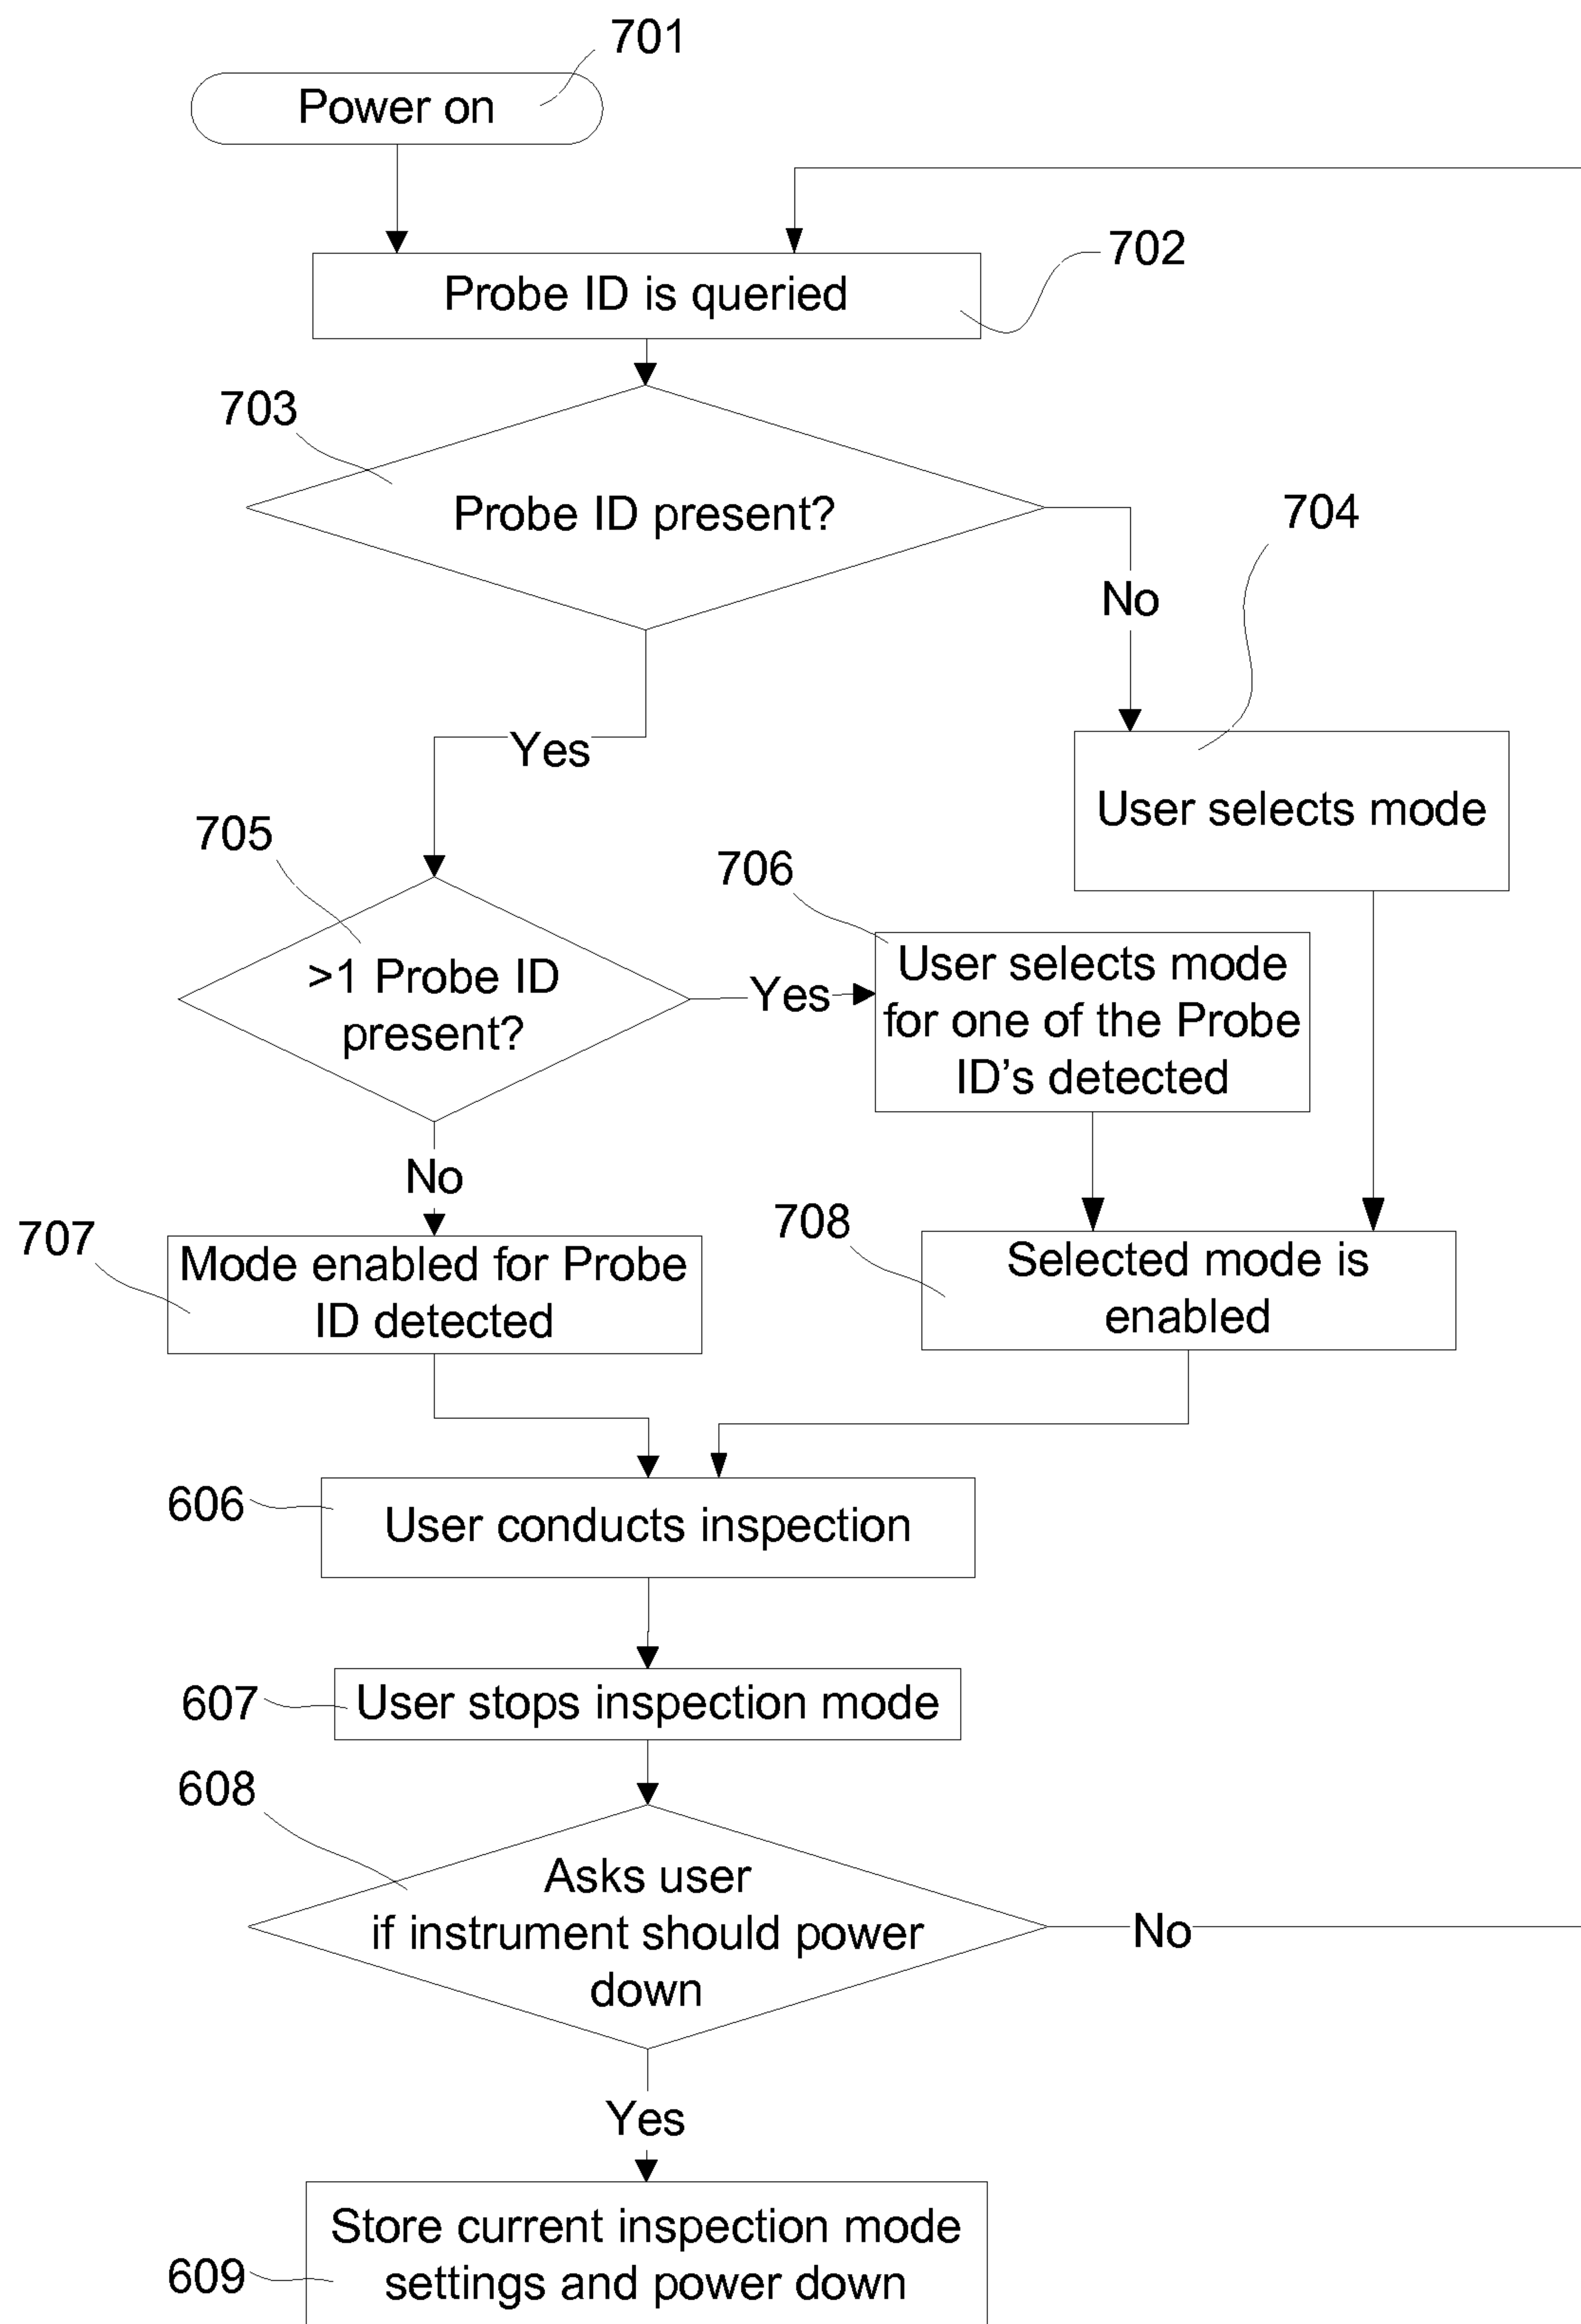 701
Power on
702
Probe ID is queried
703
Probe ID present?
704
No
Yes
User selects mode
705
706
>1 Probe ID
present?
Yes
User selects mode
for one of the Probe
ID’s detected
No
707
Mode enabled for Probe
ID detected
708
Selected mode is
enabled
606
User conducts inspection
607
User stops inspection mode
608
Asks user
if instrument should power
down
No
Yes
Store current inspection mode
settings and power down
609